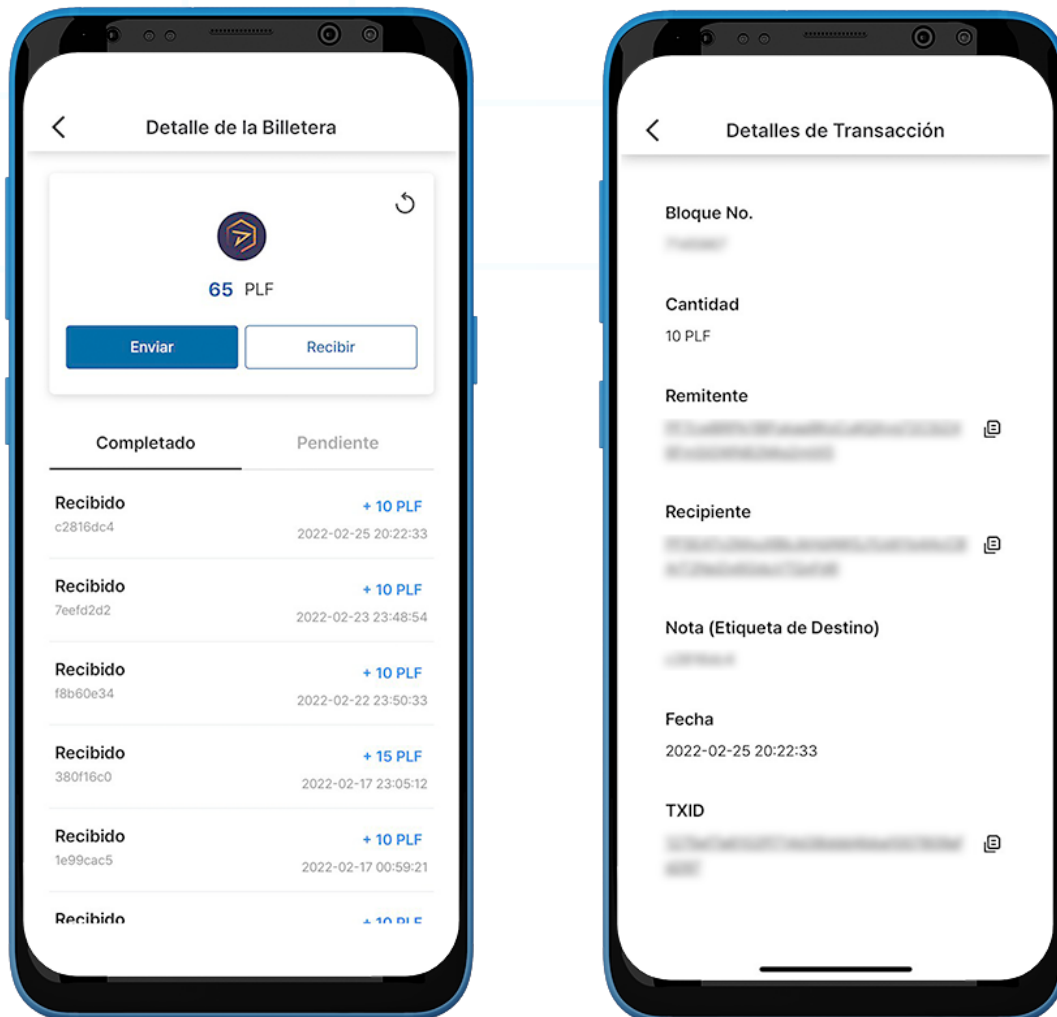 Detalle de la Billetera
65 PLF
Enviar
Recibir
Completado
Pendiente
Recibido
+ 10 PLF
c2816dc4
2022-02-25 20:22:33
Recibido
+ 10 PLF
7eefd2d2
2022-02-23 23:48:54
Recibido
+ 10 PLF
f8b60e34
2022-02-22 23:50:33
Recibido
+ 15 PLF
380f16c0
2022-02-17 23:05:12
Recibido
+ 10 PLF
1e99cac5
2022-02-17 00:59:21
Recibido
+ 10 PLF
Detalles de Transacción
Bloque No.
Cantidad
10 PLF
Remitente
Recipiente
Nota (Etiqueta de Destino)
Fecha
2022-02-25 20:22:33
TXID